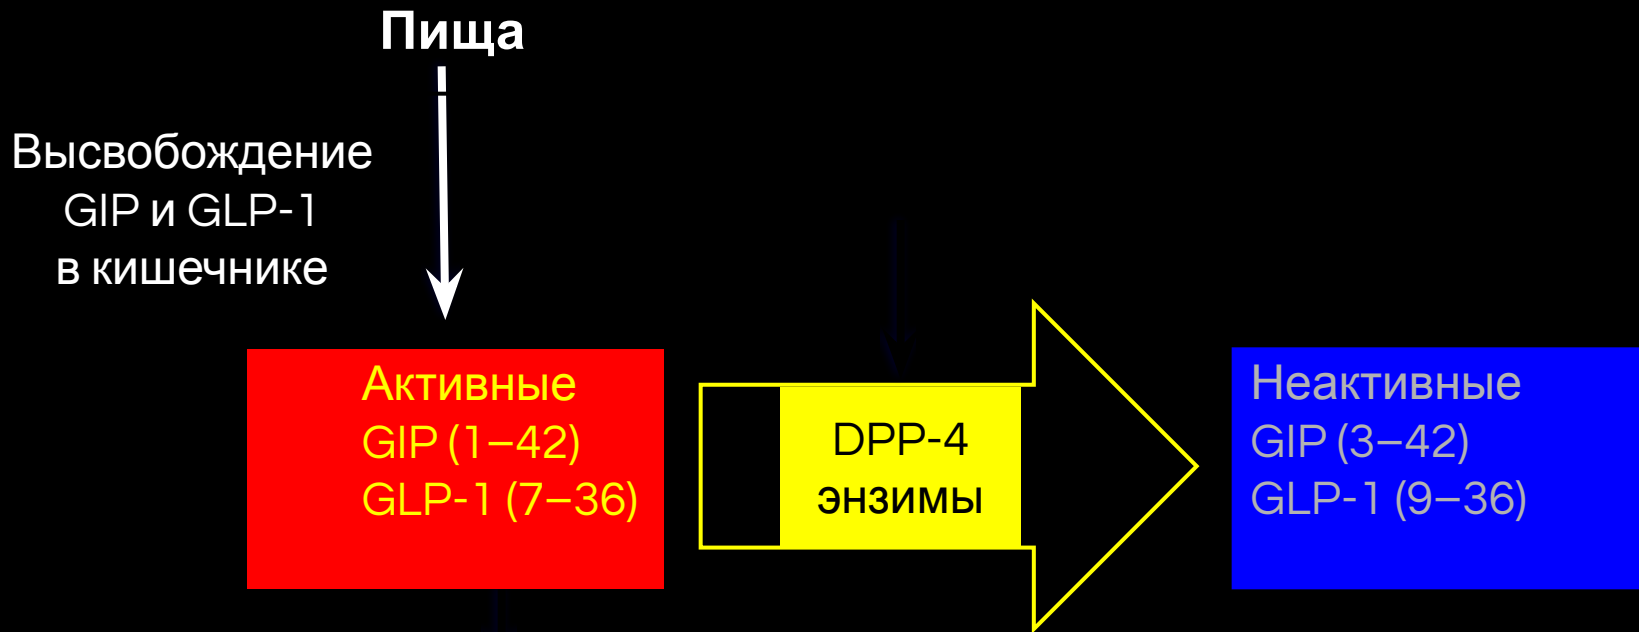 Пища
Высвобождение
GIP и GLP-1
в кишечнике
Активные
GIP (1–42)
GLP-1 (7–36)
DPP-4
энзимы
Неактивные
GIP (3–42)
GLP-1 (9–36)